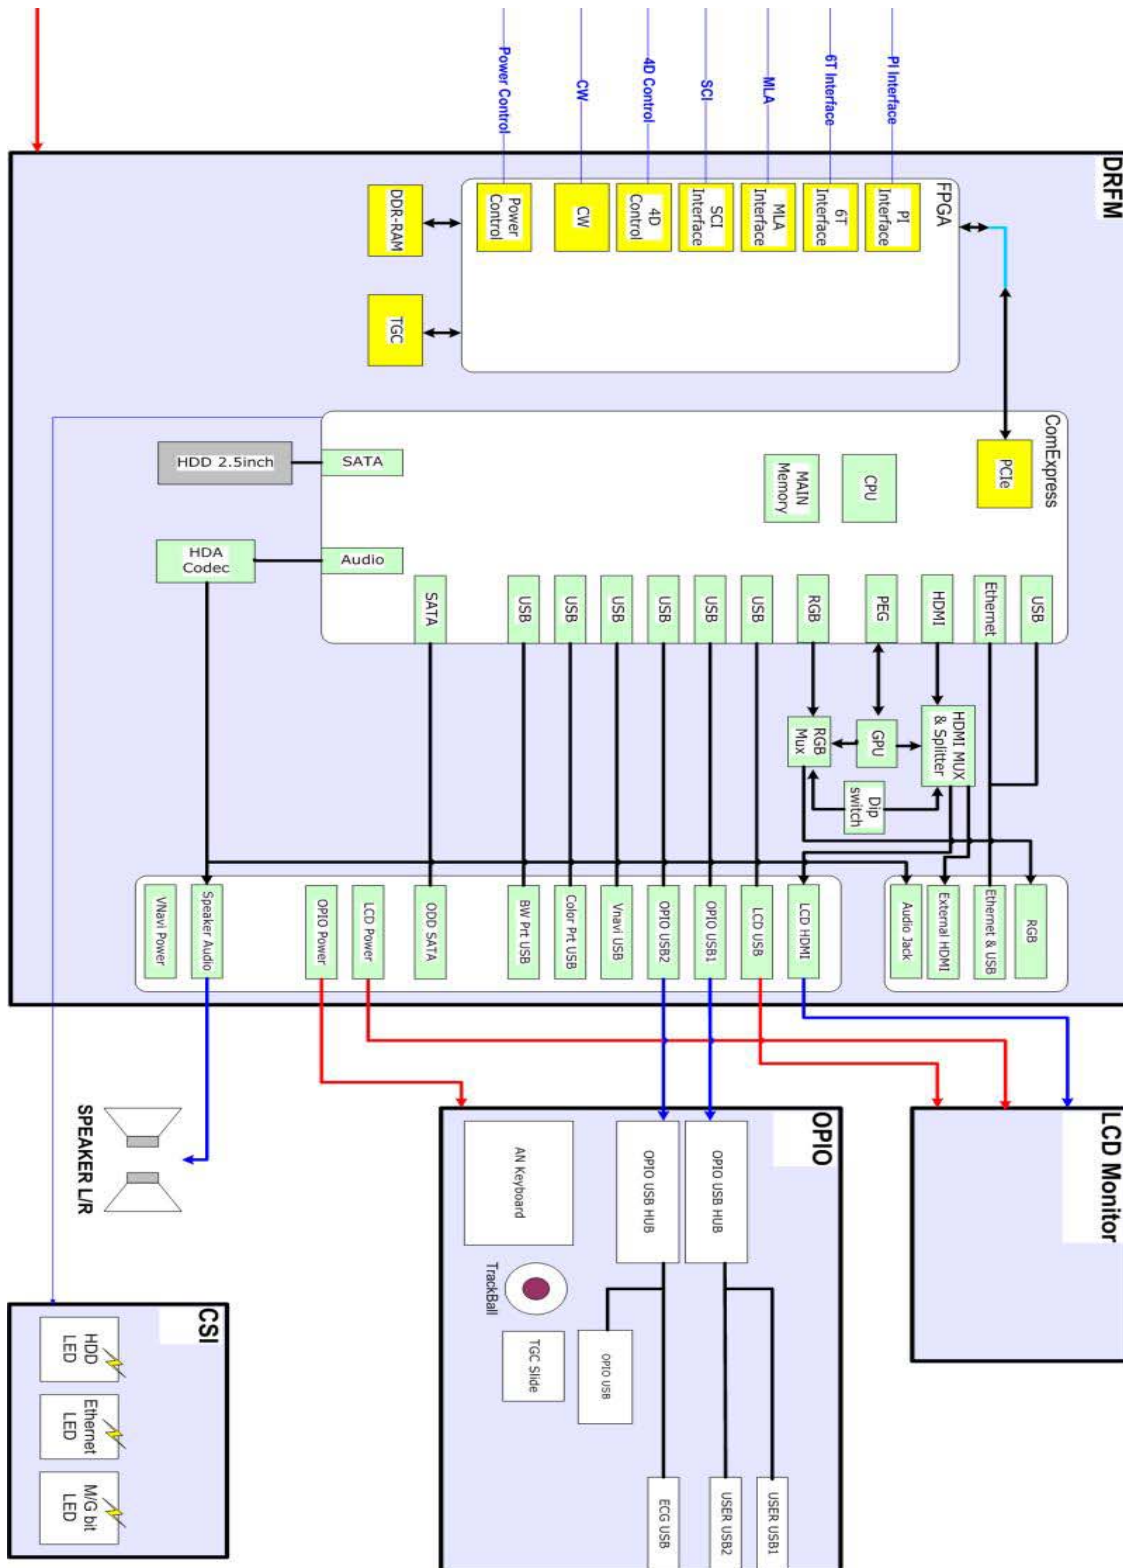 Power Control
CW
4D Control
SCI
MLA
6T Interface
PI Interface
DRFM
FPGA
Power
Control
CW
4D
Control
SCI
Interface
MLA
Interface
6T
Interface
PI
Interface
DDR-RAM
TGC
ComExpress
PCIe
CPU
MAIN
Memory
HDD 2.5inch
SATA
HDA
Codec
Audio
SATA
USB
USB
USB
USB
USB
USB
RGB
PEG
HDMI
Ethernet
USB
RGB
Mux
GPU
HDMI MUX
& Splitter
Dip
switch
VNavi Power
Speaker Audio
OPIO Power
LCD Power
ODD SATA
BW Prt USB
Color Prt USB
Vnavi USB
OPIO USB2
OPIO USB1
LCD USB
LCD HDMI
Audio Jack
External HDMI
Ethernet & USB
RGB
SPEAKER L/R
OPIO
AN Keyboard
OPIO USB HUB
OPIO USB HUB
TrackBall
TGC Slide
OPIO USB
ECG USB
USER USB2
USER USB1
LCD Monitor
CSI
HDD
LED
Ethernet
LED
M/G bit
LED